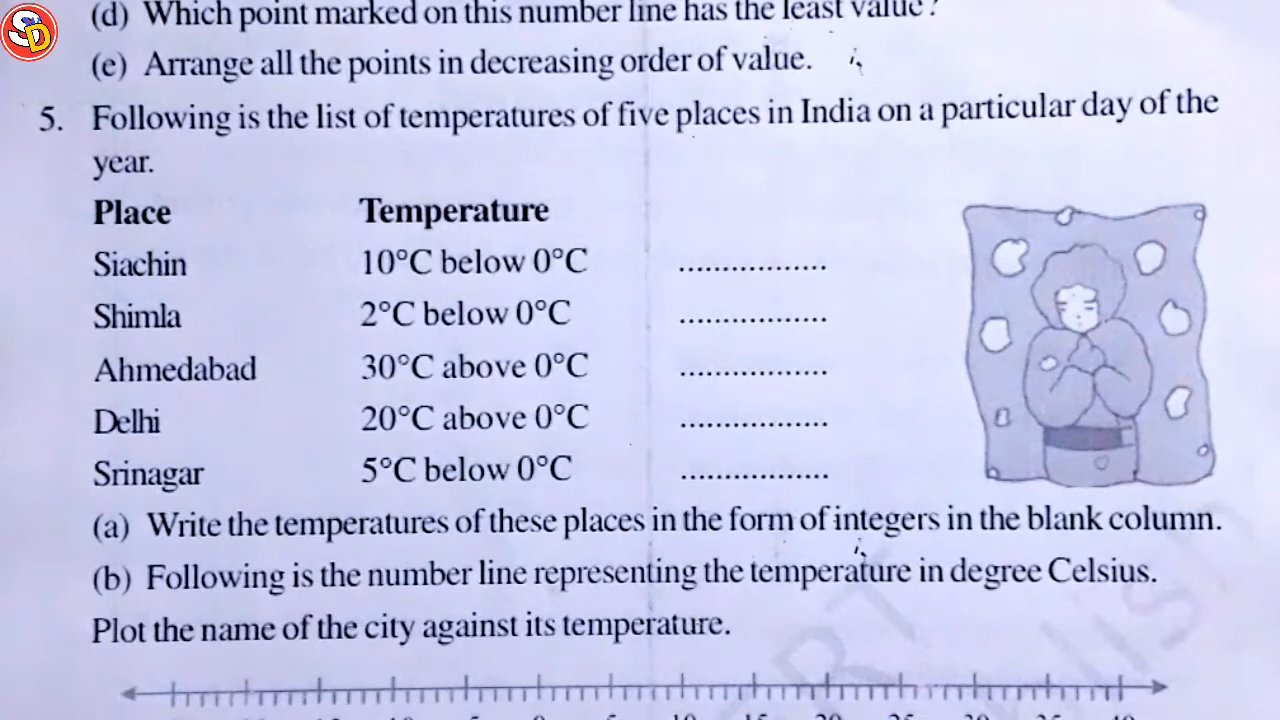 SD
(d) Which point marked on this number line has the least value?
(e) Arrange all the points in decreasing order of value.
5. Following is the list of temperatures of five places in India on a particular day of the
year.
Place Temperature
Siachin 10°C below 0°C .................
Shimla 2°C below 0°C .................
Ahmedabad 30°C above 0°C .................
Delhi 20°C above 0°C .................
Srinagar 5°C below 0°C .................
(a) Write the temperatures of these places in the form of integers in the blank column.
(b) Following is the number line representing the temperature in degree Celsius.
Plot the name of the city against its temperature.